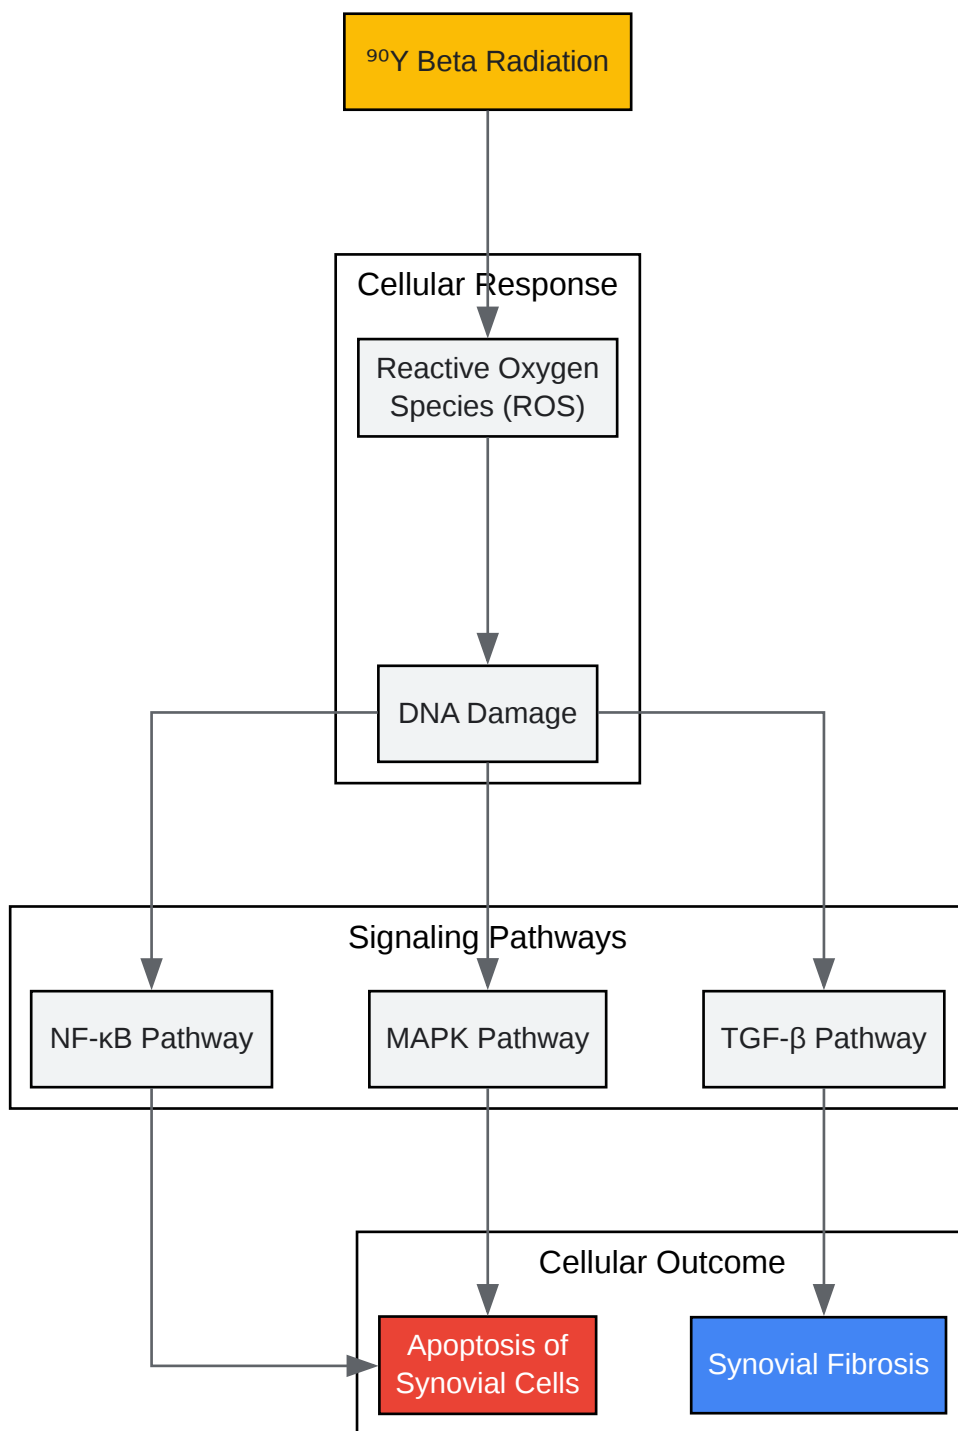 ⁹⁰Y Beta Radiation
Cellular Response
Reactive Oxygen
Species (ROS)
DNA Damage
Signaling Pathways
NF-κB Pathway
MAPK Pathway
TGF-β Pathway
Cellular Outcome
Apoptosis of
Synovial Cells
Synovial Fibrosis